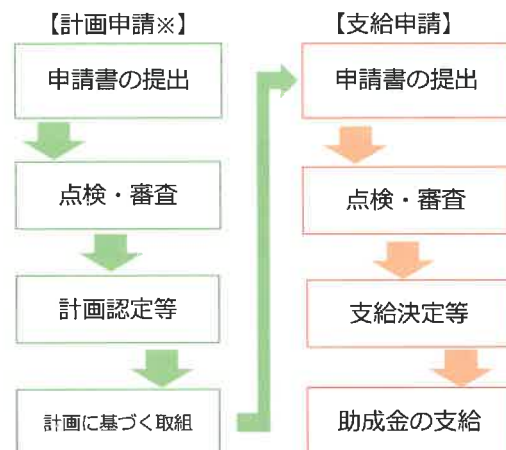 【計画申請※】
申請書の提出
点検・審査
計画認定等
計画に基づく取組
【支給申請】
申請書の提出
点検・審査
支給決定等
助成金の支給